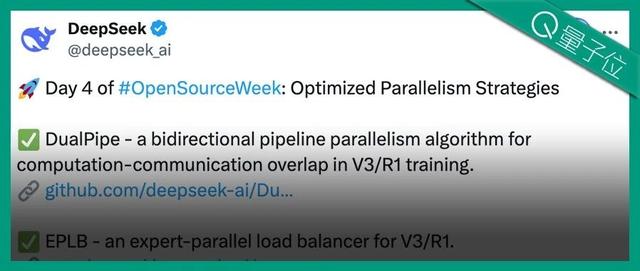 DeepSeek
@deepseek_ai
量子位
🚀 Day 4 of #OpenSourceWeek: Optimized Parallelism Strategies
✅ DualPipe - a bidirectional pipeline parallelism algorithm for
computation-communication overlap in V3/R1 training.
🔗 github.com/deepseek-ai/Du...
✅ EPLB - an expert-parallel load balancer for V3/R1.